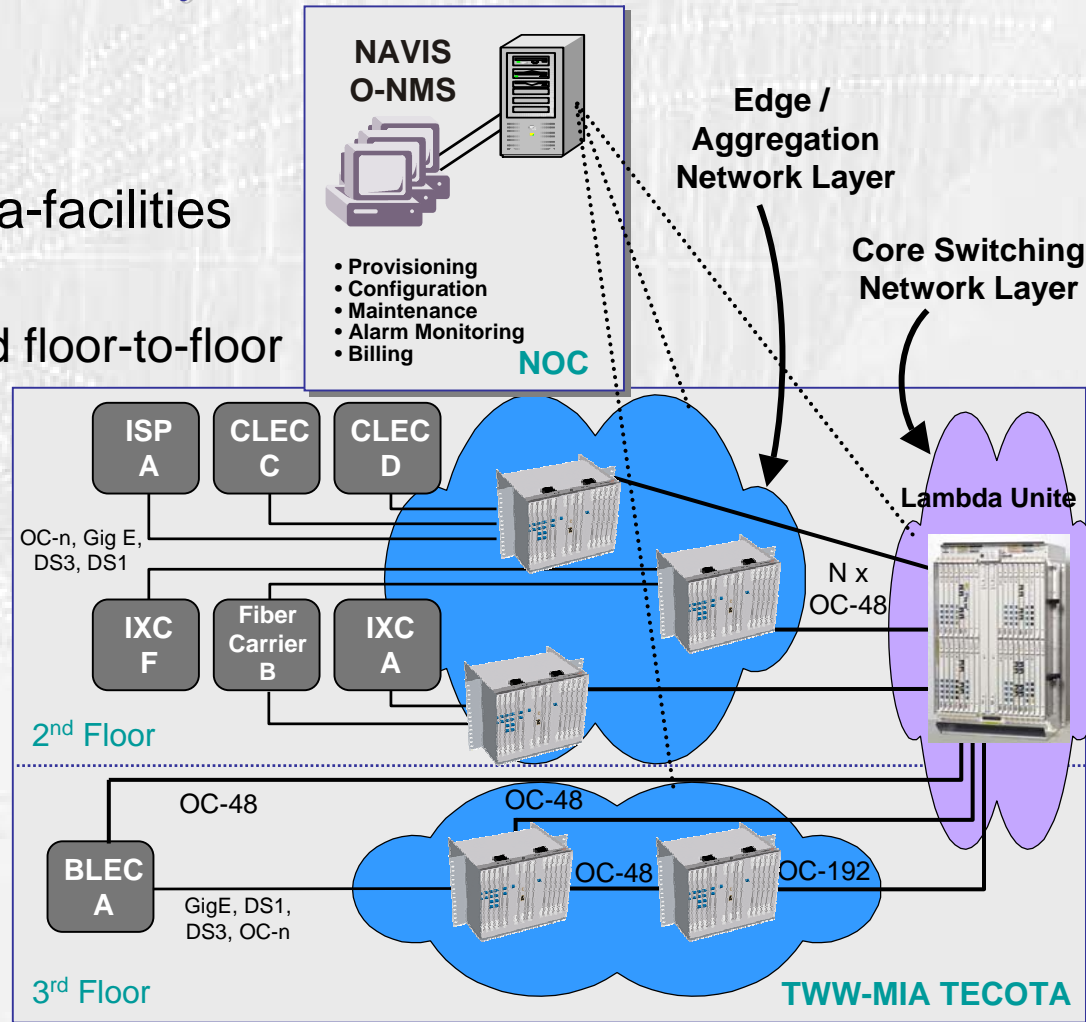 NAVIS
O-NMS
• Provisioning
• Configuration
• Maintenance
• Alarm Monitoring
• Billing
NOC
Edge /
Aggregation
Network Layer
Core Switching
Network Layer
a-facilities
floor-to-floor
ISP
A
CLEC
C
CLEC
D
OC-n, Gig E,
DS3, DS1
IXC
F
Fiber
Carrier
B
IXC
A
N x
OC-48
Lambda Unite
2nd Floor
OC-48
OC-48
BLEC
A
OC-48
OC-192
GigE, DS1,
DS3, OC-n
3rd Floor
TWW-MIA TECOTA